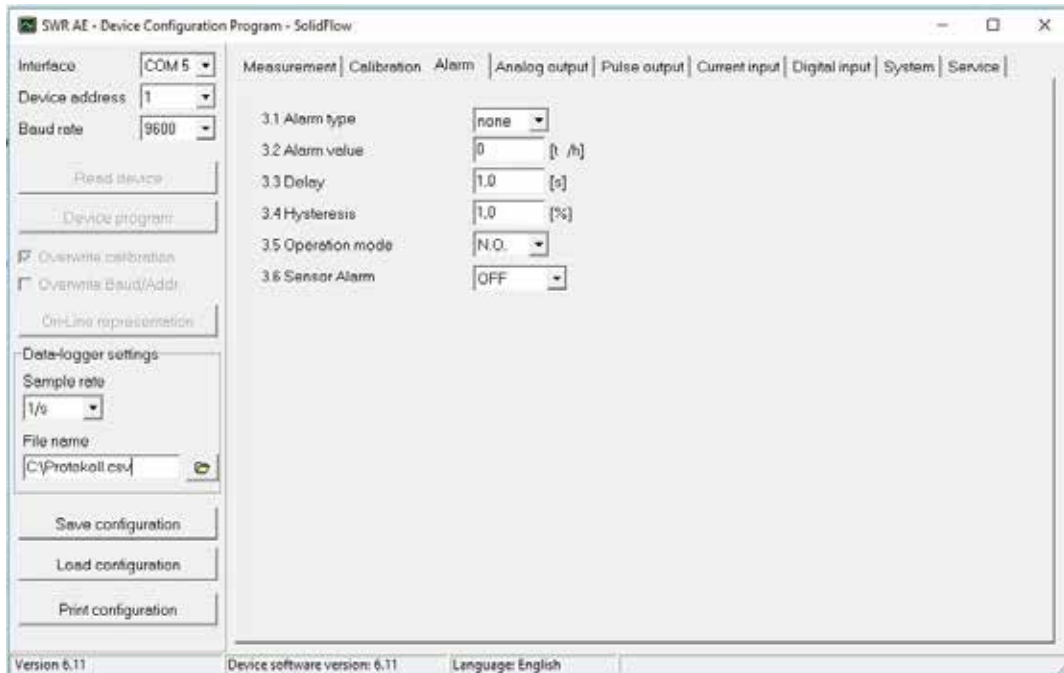 SWR AE - Device Configuration Program - SolidFlow
Interface COM 5
Device address 1
Baud rate 9600
Read device
Device program
Overwrite calibration
Overwrite Baud/Addr.
On-Line representation
Data-logger settings
Sample rate
1/s
File name
C:\Protokoll.csv
Save configuration
Load configuration
Print configuration
Measurement Calibration Alarm Analog output Pulse output Current input Digital input System Service
3.1 Alarm type none
3.2 Alarm value 0 [t /h]
3.3 Delay 1,0 [s]
3.4 Hysteresis 1,0 [%]
3.5 Operation mode N.O.
3.6 Sensor Alarm OFF
Version 6.11 Device software version: 6.11 Language: English